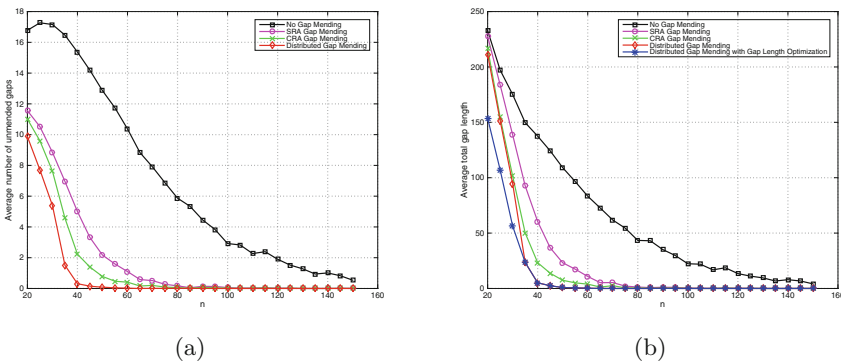 18
16
14
12
10
8
6
4
2
0
Average number of unmended gaps
No Gap Mending
SRA Gap Mending
CRA Gap Mending
Distributed Gap Mending
20 40 60 80 100 120 140 160
n
(a)
250
200
150
100
50
0
Average total gap length
No Gap Mending
SRA Gap Mending
CRA Gap Mending
Distributed Gap Mending
Distributed Gap Mending with Gap Length Optimization
20 40 60 80 100 120 140 160
n
(b)